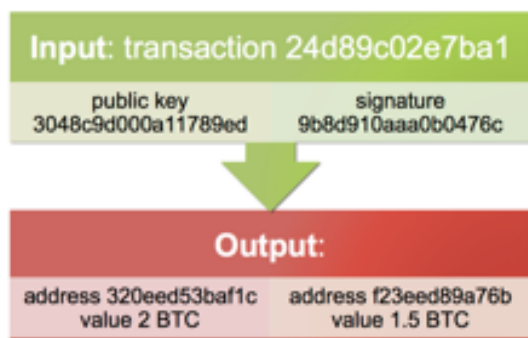 Input: transaction 24d89c02e7ba1
public key
3048c9d000a11789ed
signature
9b8d910aaa0b0476c
Output:
address 320eed53baf1c
value 2 BTC
address f23eed89a76b
value 1.5 BTC